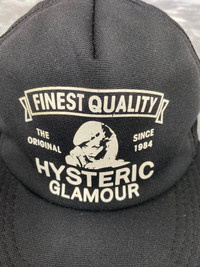 FINEST QUALITY
THE ORIGINAL
SINCE 1984
HYSTERIC
GLAMOUR